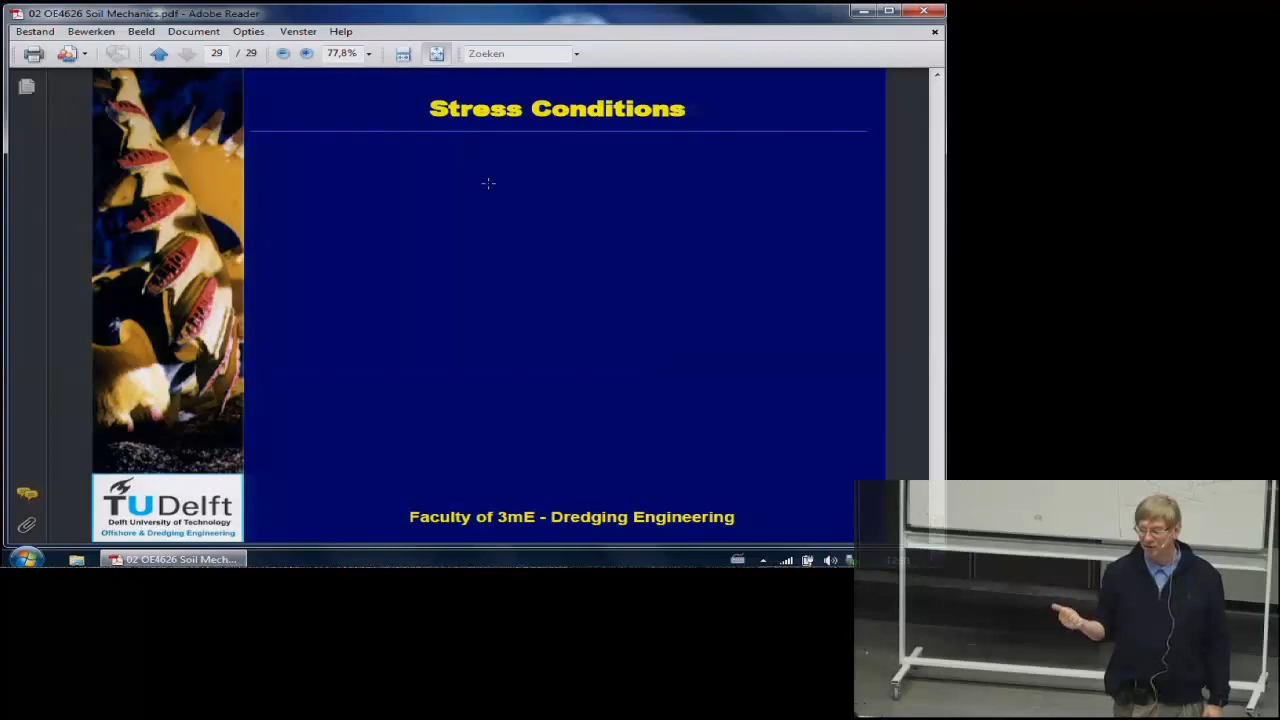 02 OE4626 Soil Mechanics.pdf - Adobe Reader
Bestand Bewerken Beeld Document Opties Venster Help
29 / 29 77,8% Zoeken
Stress Conditions
TU Delft
Delft University of Technology
Offshore & Dredging Engineering
Faculty of 3mE - Dredging Engineering
02 OE4626 Soil Mech...